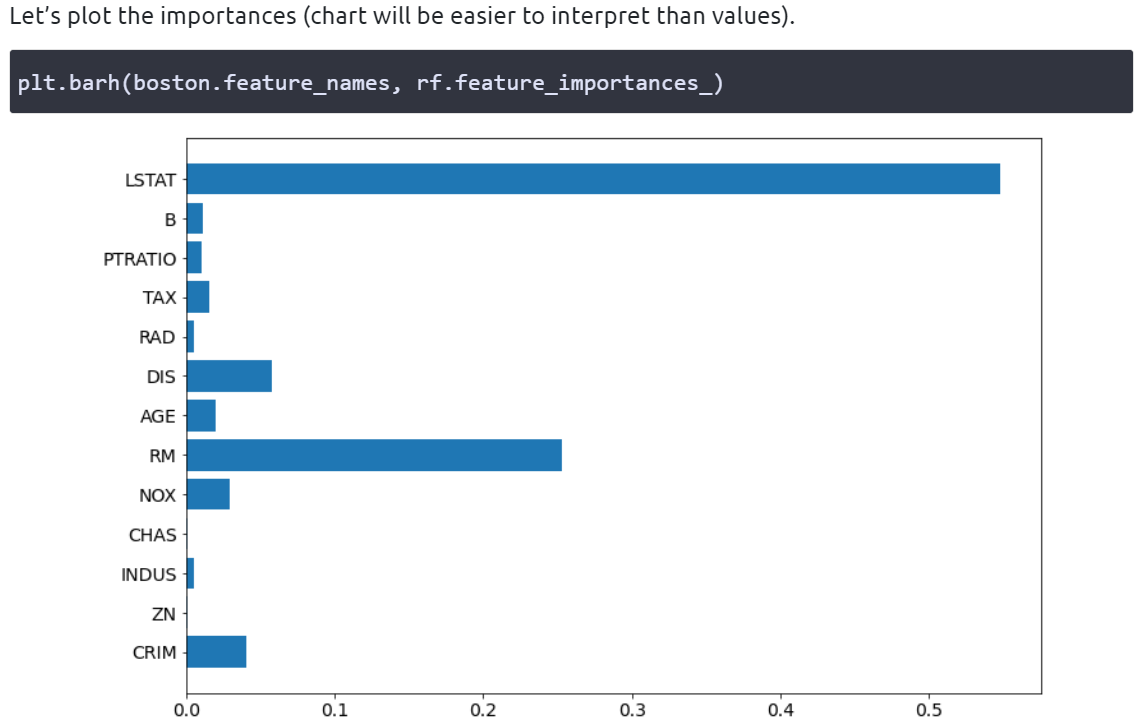 Let’s plot the importances (chart will be easier to interpret than values).
plt.barh(boston.feature_names, rf.feature_importances_)
LSTAT
B
PTRATIO
TAX
RAD
DIS
AGE
RM
NOX
CHAS
INDUS
ZN
CRIM
0.0 0.1 0.2 0.3 0.4 0.5